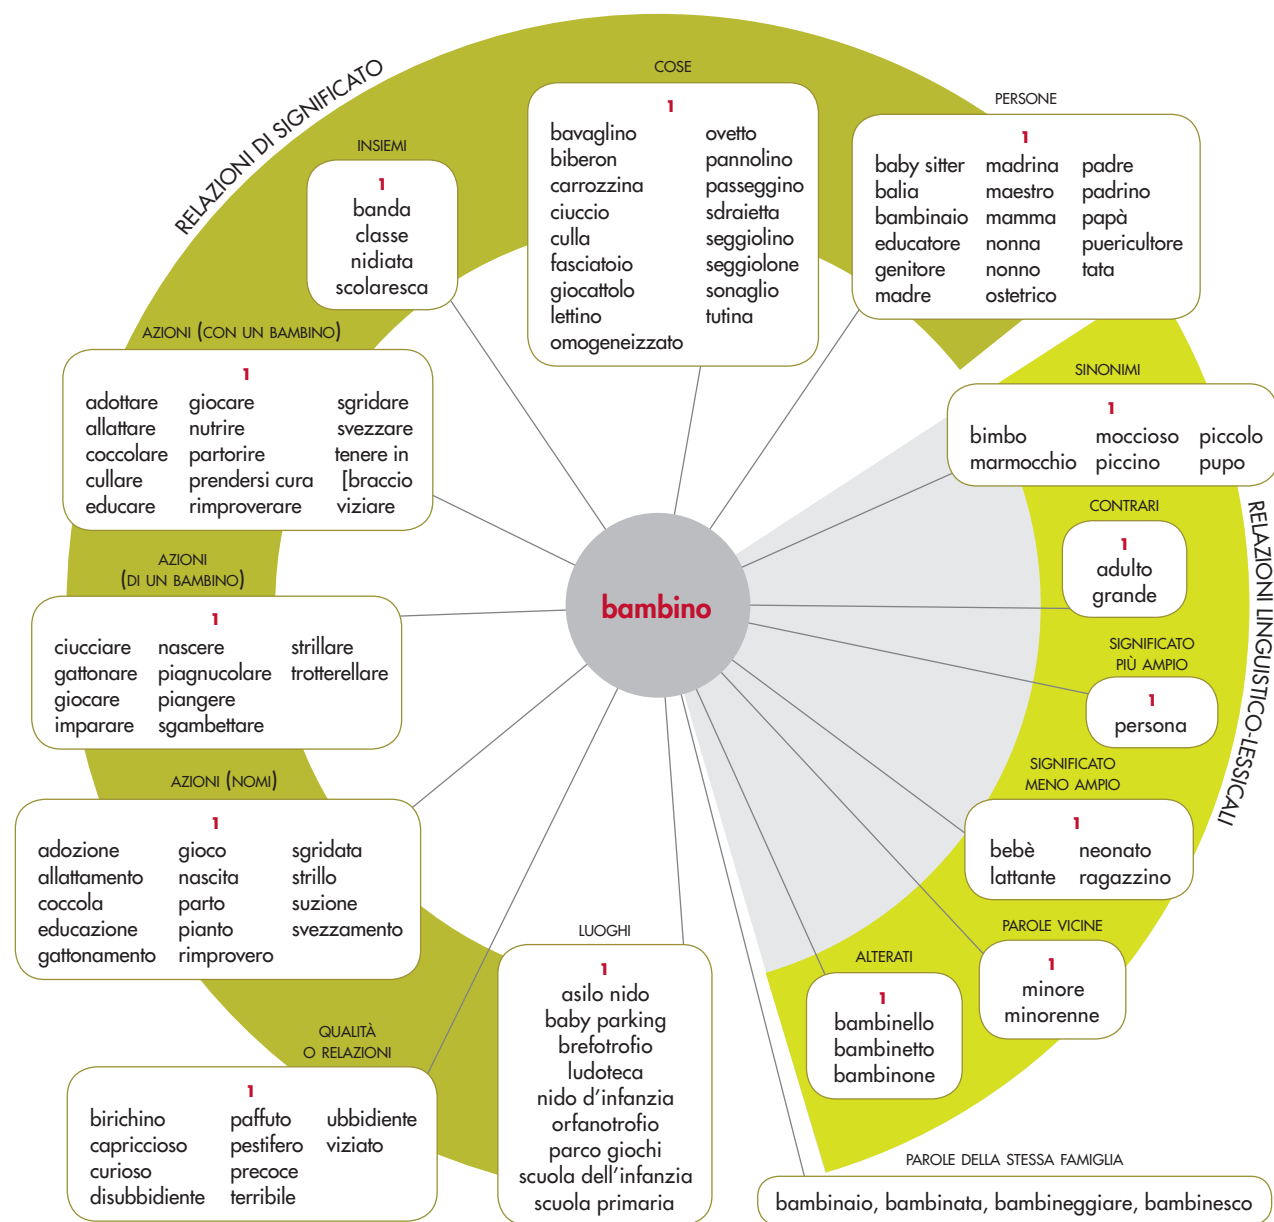 RELAZIONI DI SIGNIFICATO
COSE
1
bavaglino ovetto
biberon pannolino
carrozzina passeggino
ciuccio sdraietta
culla seggiolino
fasciatoio seggiolone
giocattolo sonaglio
lettino tutina
omogeneizzato
PERSONE
1
baby sitter madrina padre
balia maestro padrino
bambinaio mamma papà
educatore nonna puericultore
genitore nonno tata
madre ostetrico
INSIEMI
1
banda
classe
nidiata
scolaresca
AZIONI (CON UN BAMBINO)
1
adottare giocare sgridare
allattare nutrire svezzare
coccolare partorire tenere in
cullare prendersi cura [braccio
educare rimproverare viziare
AZIONI
(DI UN BAMBINO)
1
ciucciare nascere strillare
gattonare piagnucolare trotterellare
giocare piangere
imparare sgambettare
AZIONI (NOMI)
1
adozione gioco sgridata
allattamento nascita strillo
coccola parto suzione
educazione pianto svezzamento
gattonamento rimprovero
QUALITÀ
O RELAZIONI
1
birichino paffuto ubbidiente
capriccioso pestifero viziato
curioso precoce
disubbidiente terribile
LUOGHI
1
asilo nido
baby parking
brefotrofio
ludoteca
nido d'infanzia
orfanotrofio
parco giochi
scuola dell'infanzia
scuola primaria
bambino
RELAZIONI LINGUISTICO-LESSICALI
SINONIMI
1
bimbo moccioso piccolo
marmocchio piccino pupo
CONTRARI
1
adulto
grande
SIGNIFICATO
PIÙ AMPIO
1
persona
SIGNIFICATO
MENO AMPIO
1
bebè neonato
lattante ragazzino
PAROLE VICINE
1
minore
minorenne
ALTERATI
1
bambinello
bambinetto
bambinone
PAROLE DELLA STESSA FAMIGLIA
bambinaio, bambinata, bambineggiare, bambinesco